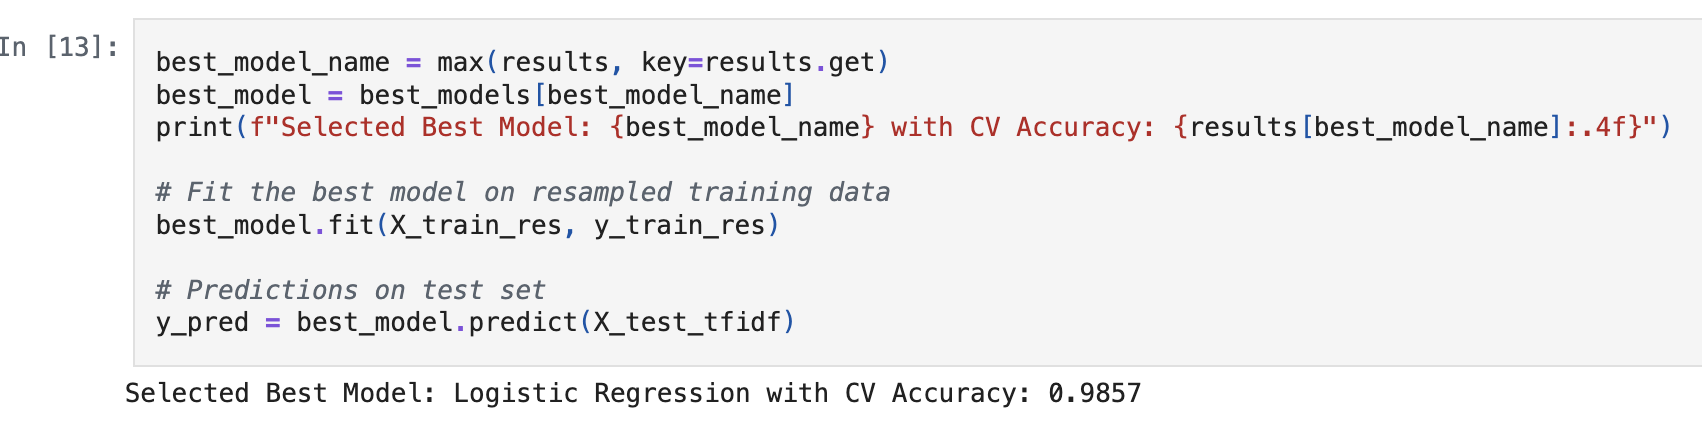 In [13]:
best_model_name = max(results, key=results.get)
best_model = best_models[best_model_name]
print(f"Selected Best Model: {best_model_name} with CV Accuracy: {results[best_model_name]:.4f}")
# Fit the best model on resampled training data
best_model.fit(X_train_res, y_train_res)
# Predictions on test set
y_pred = best_model.predict(X_test_tfidf)
Selected Best Model: Logistic Regression with CV Accuracy: 0.9857